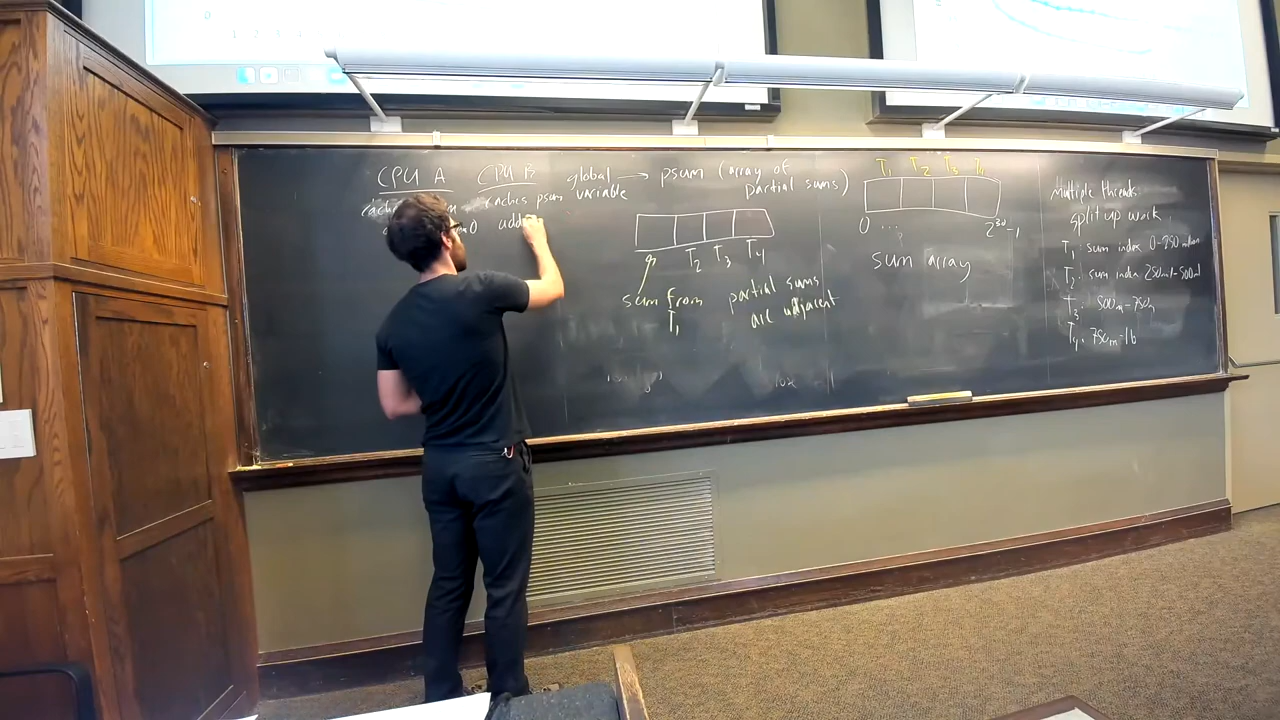 CPU A
CPU B
caches psum
add
global
variable
→ psum (array of
partial sums)
T2 T3 T4
sum from
T1
partial sums
are adjacent
T1 T2 T3 T4
0 ... 2^30-1
sum array
Multiple threads:
split up work
T1: sum index 0-250 million
T2: sum index 250mil-500mil
T3: 500m-750m
T4: 750m-1b